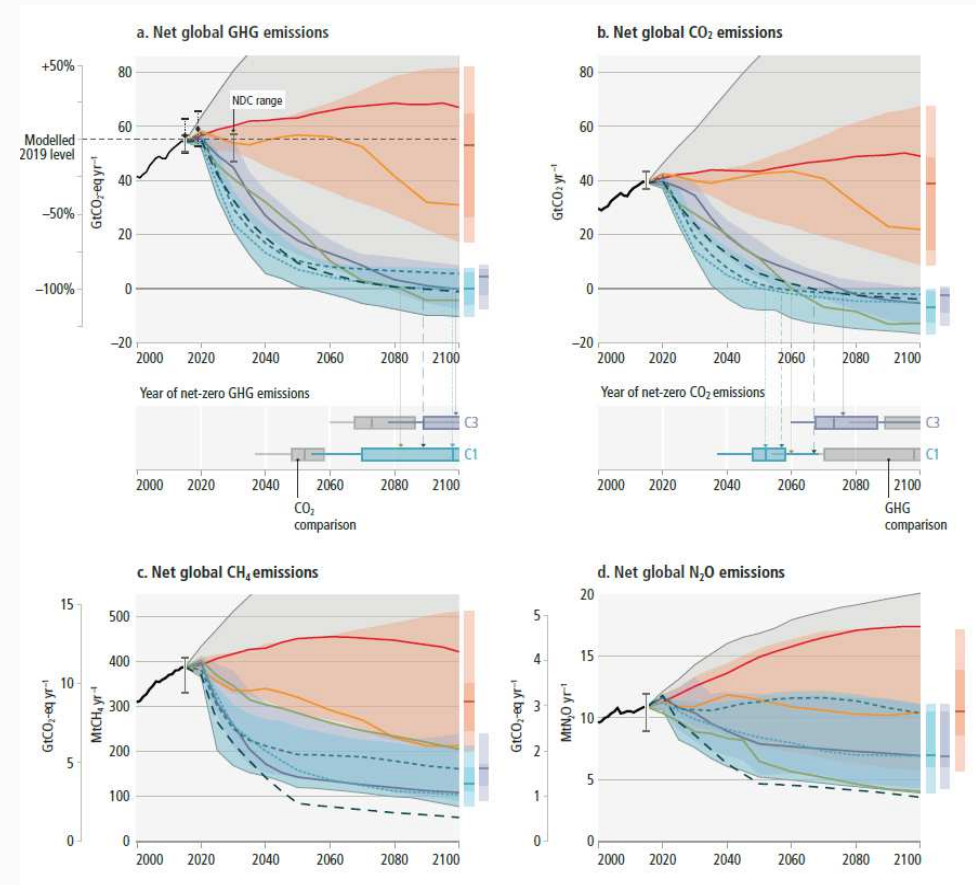 a. Net global GHG emissions
+50%
Modelled
2019 level
−50%
−100%
GtCO₂-eq yr⁻¹
80
60
40
20
0
−20
NDC range
2000 2020 2040 2060 2080 2100
Year of net-zero GHG emissions
C3
C1
2000 2020 2040 2060 2080 2100
CO₂
comparison
b. Net global CO₂ emissions
GtCO₂ yr⁻¹
80
60
40
20
0
−20
2000 2020 2040 2060 2080 2100
Year of net-zero CO₂ emissions
C3
C1
2000 2020 2040 2060 2080 2100
GHG
comparison
c. Net global CH₄ emissions
GtCO₂-eq yr⁻¹
15
10
5
0
MtCH₄ yr⁻¹
500
400
300
200
100
0
2000 2020 2040 2060 2080 2100
d. Net global N₂O emissions
GtCO₂-eq yr⁻¹
5
4
3
2
1
0
MtN₂O yr⁻¹
20
15
10
5
0
2000 2020 2040 2060 2080 2100